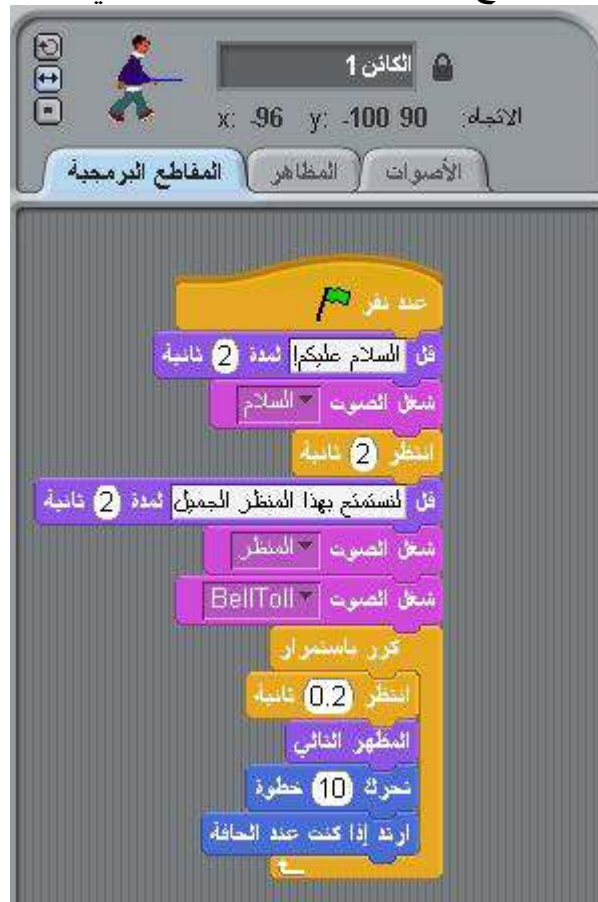 الكائن 1
x: -96 y: -100 90 الاتجاه:
المقاطع البرمجية المظاهر الأصوات
عند نقر
قل السلام عليكم! لمدة 2 ثانية
شغل الصوت السلام
انتظر 2 ثانية
قل لنستمتع بهذا المنظر الجميل لمدة 2 ثانية
شغل الصوت المنظر
شغل الصوت BellToll
كرر باستمرار
انتظر 0.2 ثانية
المظهر التالي
تحرك 10 خطوة
ارتد إذا كنت عند الحافة